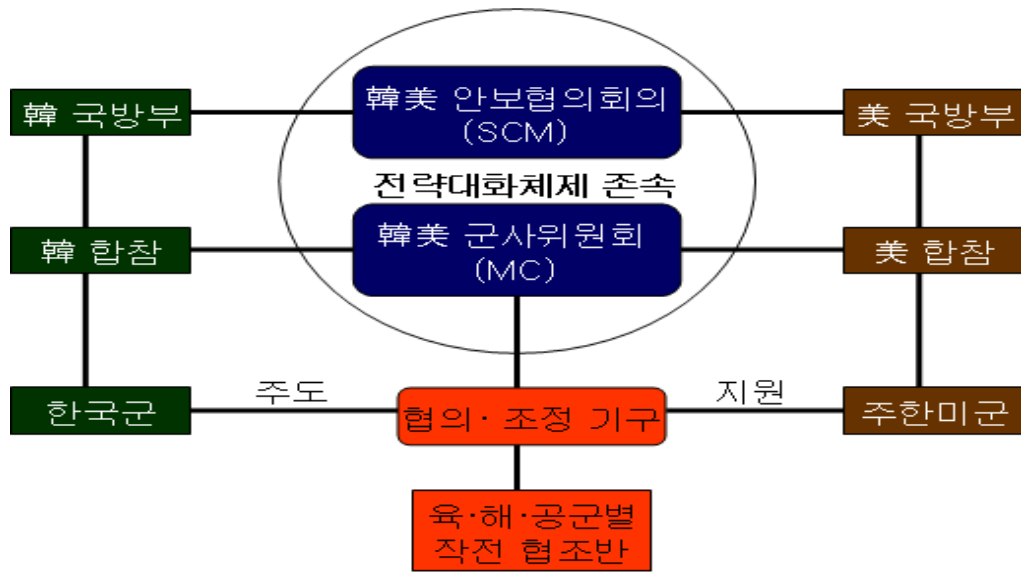 韓美 안보협의회의
(SCM)
韓 국방부
美 국방부
전략대화체제 존속
韓美 군사위원회
(MC)
韓 합참
美 합참
한국군
주도
협의· 조정 기구
지원
주한미군
육·해·공군별
작전 협조반